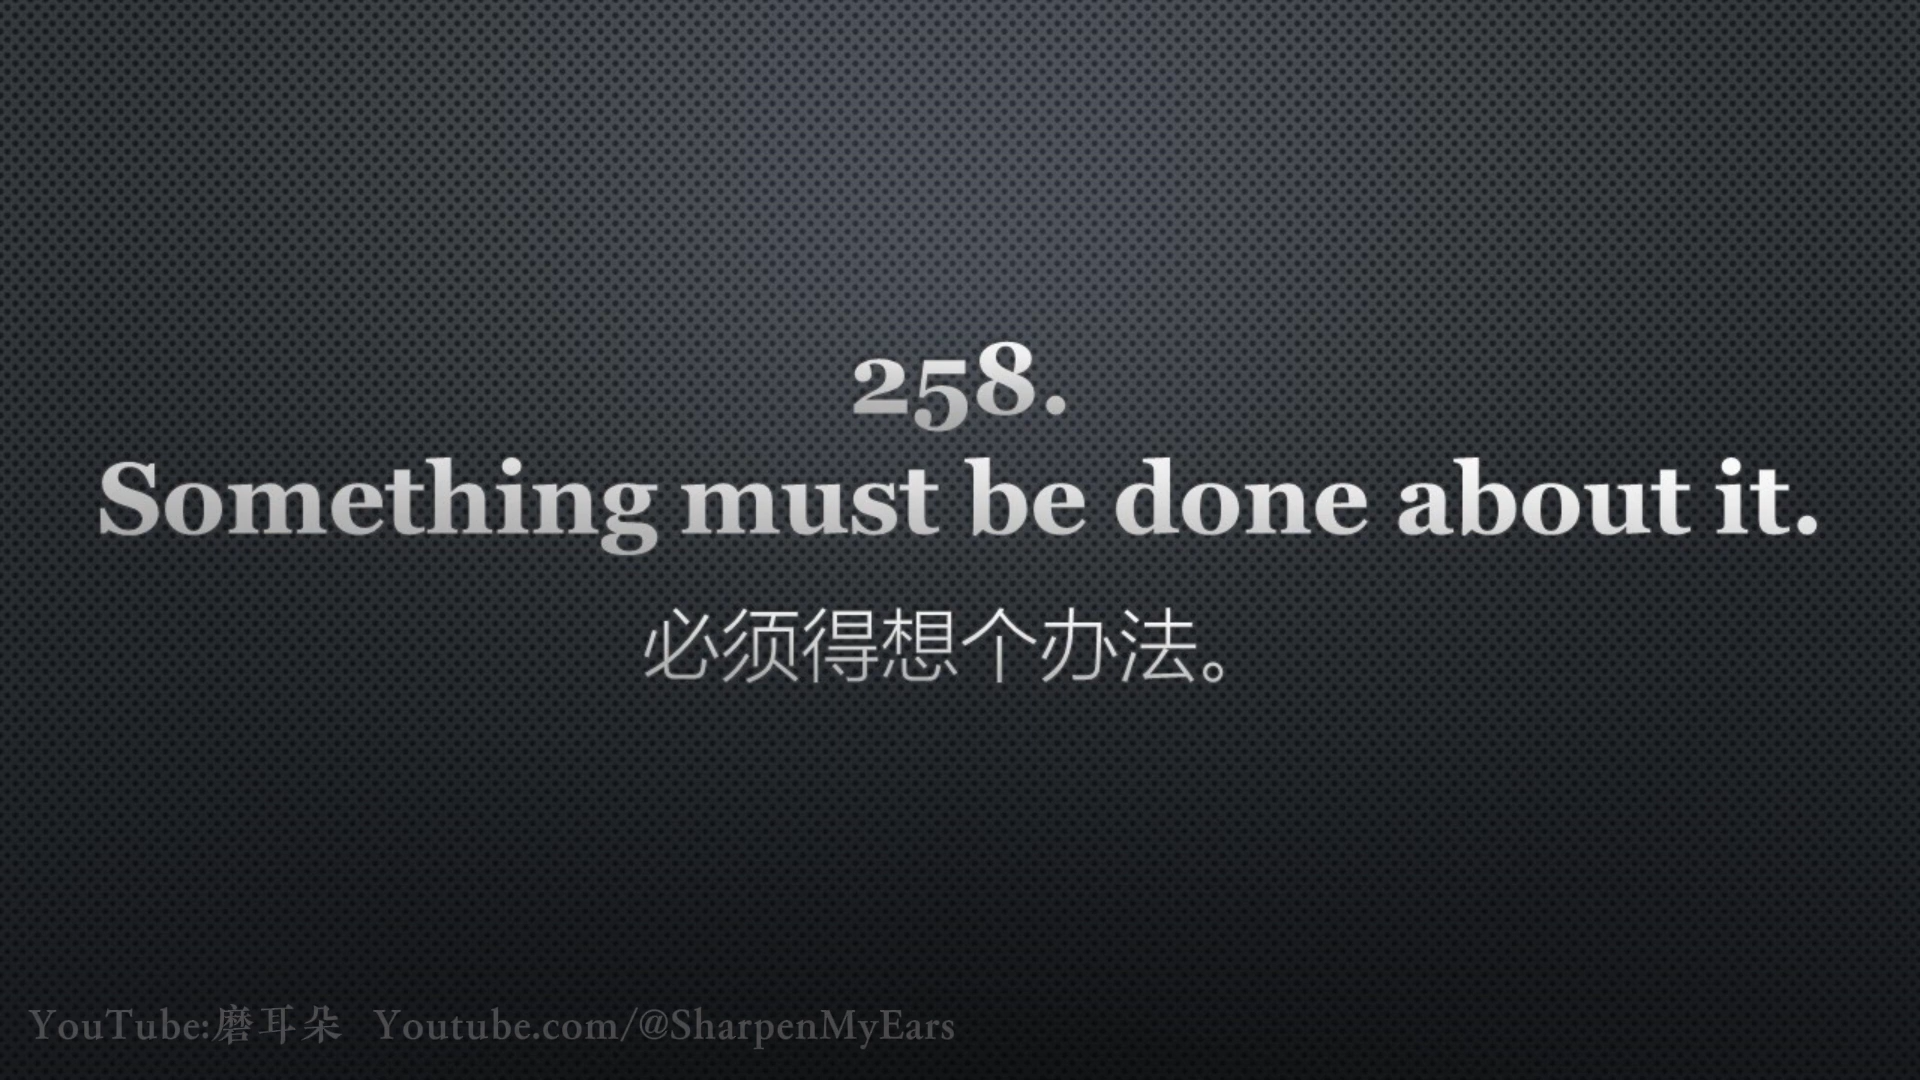 258.
Something must be done about it.
必须得想个办法。
YouTube:磨耳朵 Youtube.com/@SharpenMyEars